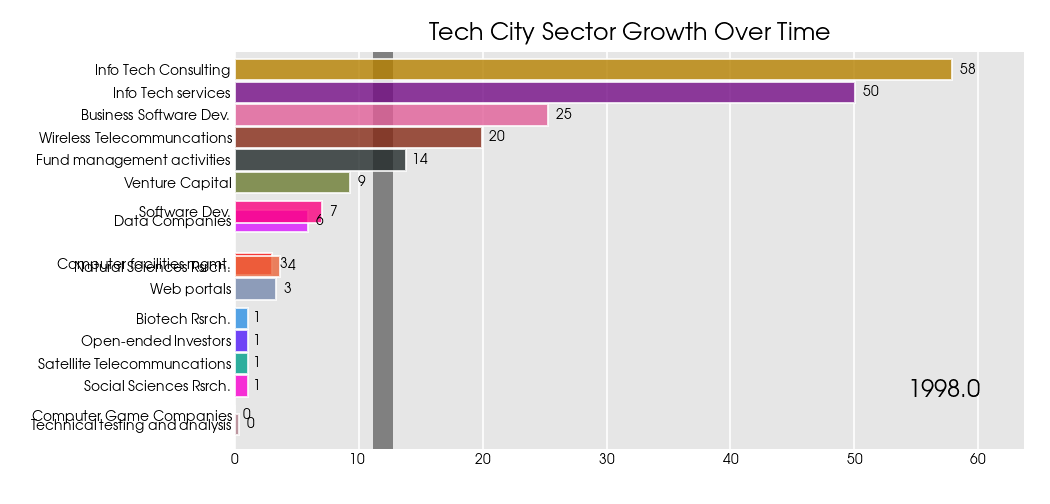 Tech City Sector Growth Over Time
Info Tech Consulting 58
Info Tech services 50
Business Software Dev. 25
Wireless Telecommuncations 20
Fund management activities 14
Venture Capital 9
Software Dev. 7
Data Companies 6
Computer facilities mgmt. 3
Natural Sciences Rsrch. 4
Web portals 3
Biotech Rsrch. 1
Open-ended Investors 1
Satellite Telecommuncations 1
Social Sciences Rsrch. 1
1998.0
Computer Game Companies 0
Technical testing and analysis 0
0 10 20 30 40 50 60